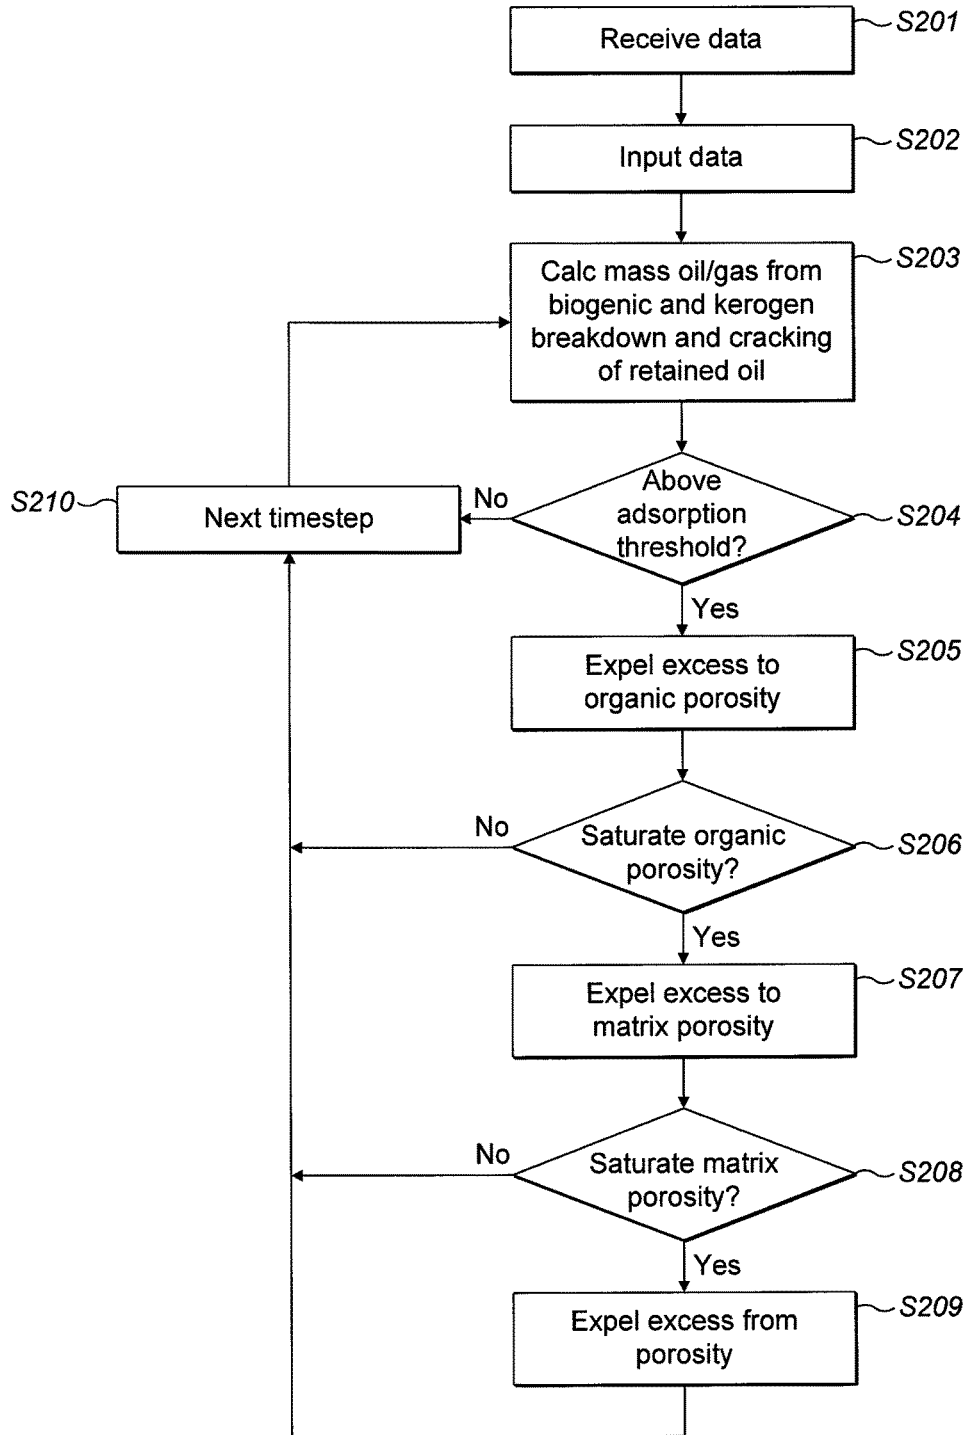 Receive data
S201
Input data
S202
Calc mass oil/gas from
biogenic and kerogen
breakdown and cracking
of retained oil
S203
S210
Next timestep
No
Above
adsorption
threshold?
S204
Yes
Expel excess to
organic porosity
S205
No
Saturate organic
porosity?
S206
Yes
Expel excess to
matrix porosity
S207
No
Saturate matrix
porosity?
S208
Yes
Expel excess from
porosity
S209